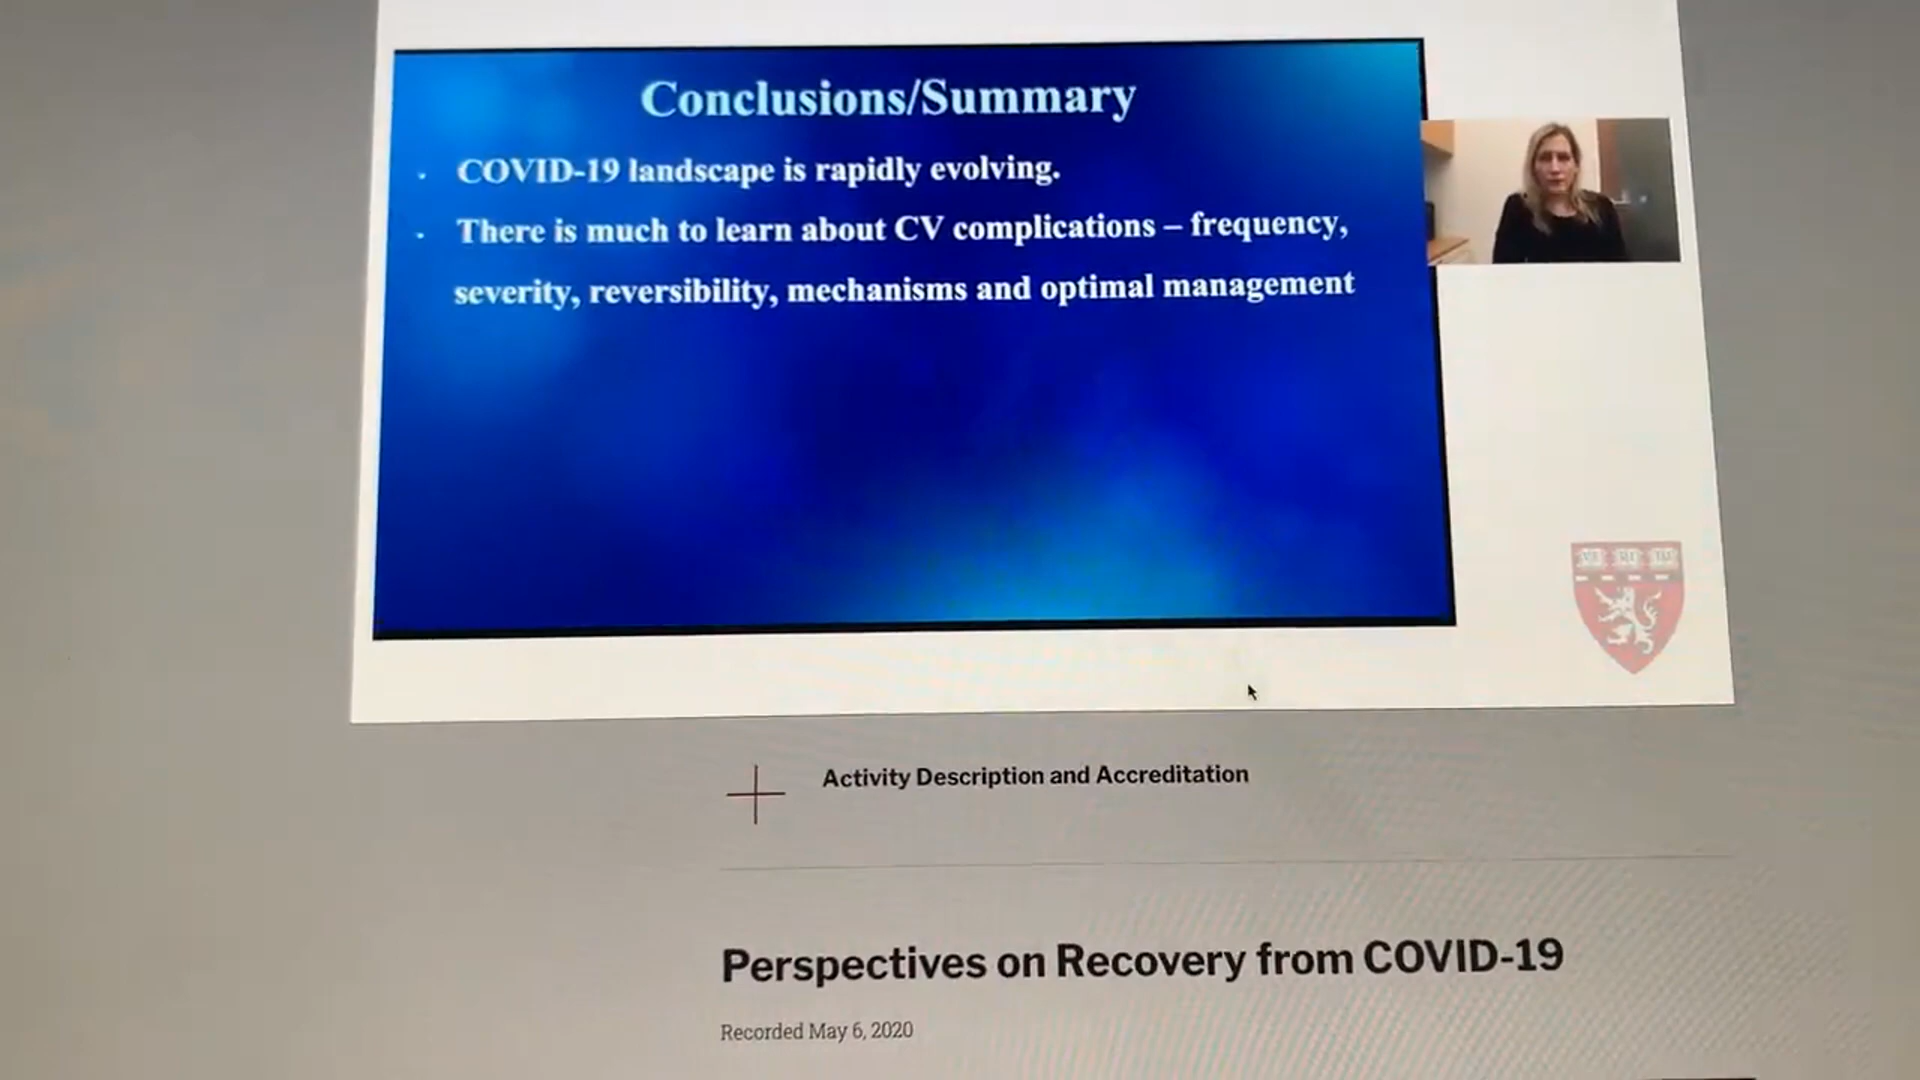 Conclusions/Summary
COVID-19 landscape is rapidly evolving.
There is much to learn about CV complications – frequency,
severity, reversibility, mechanisms and optimal management
Activity Description and Accreditation
Perspectives on Recovery from COVID-19
Recorded May 6, 2020